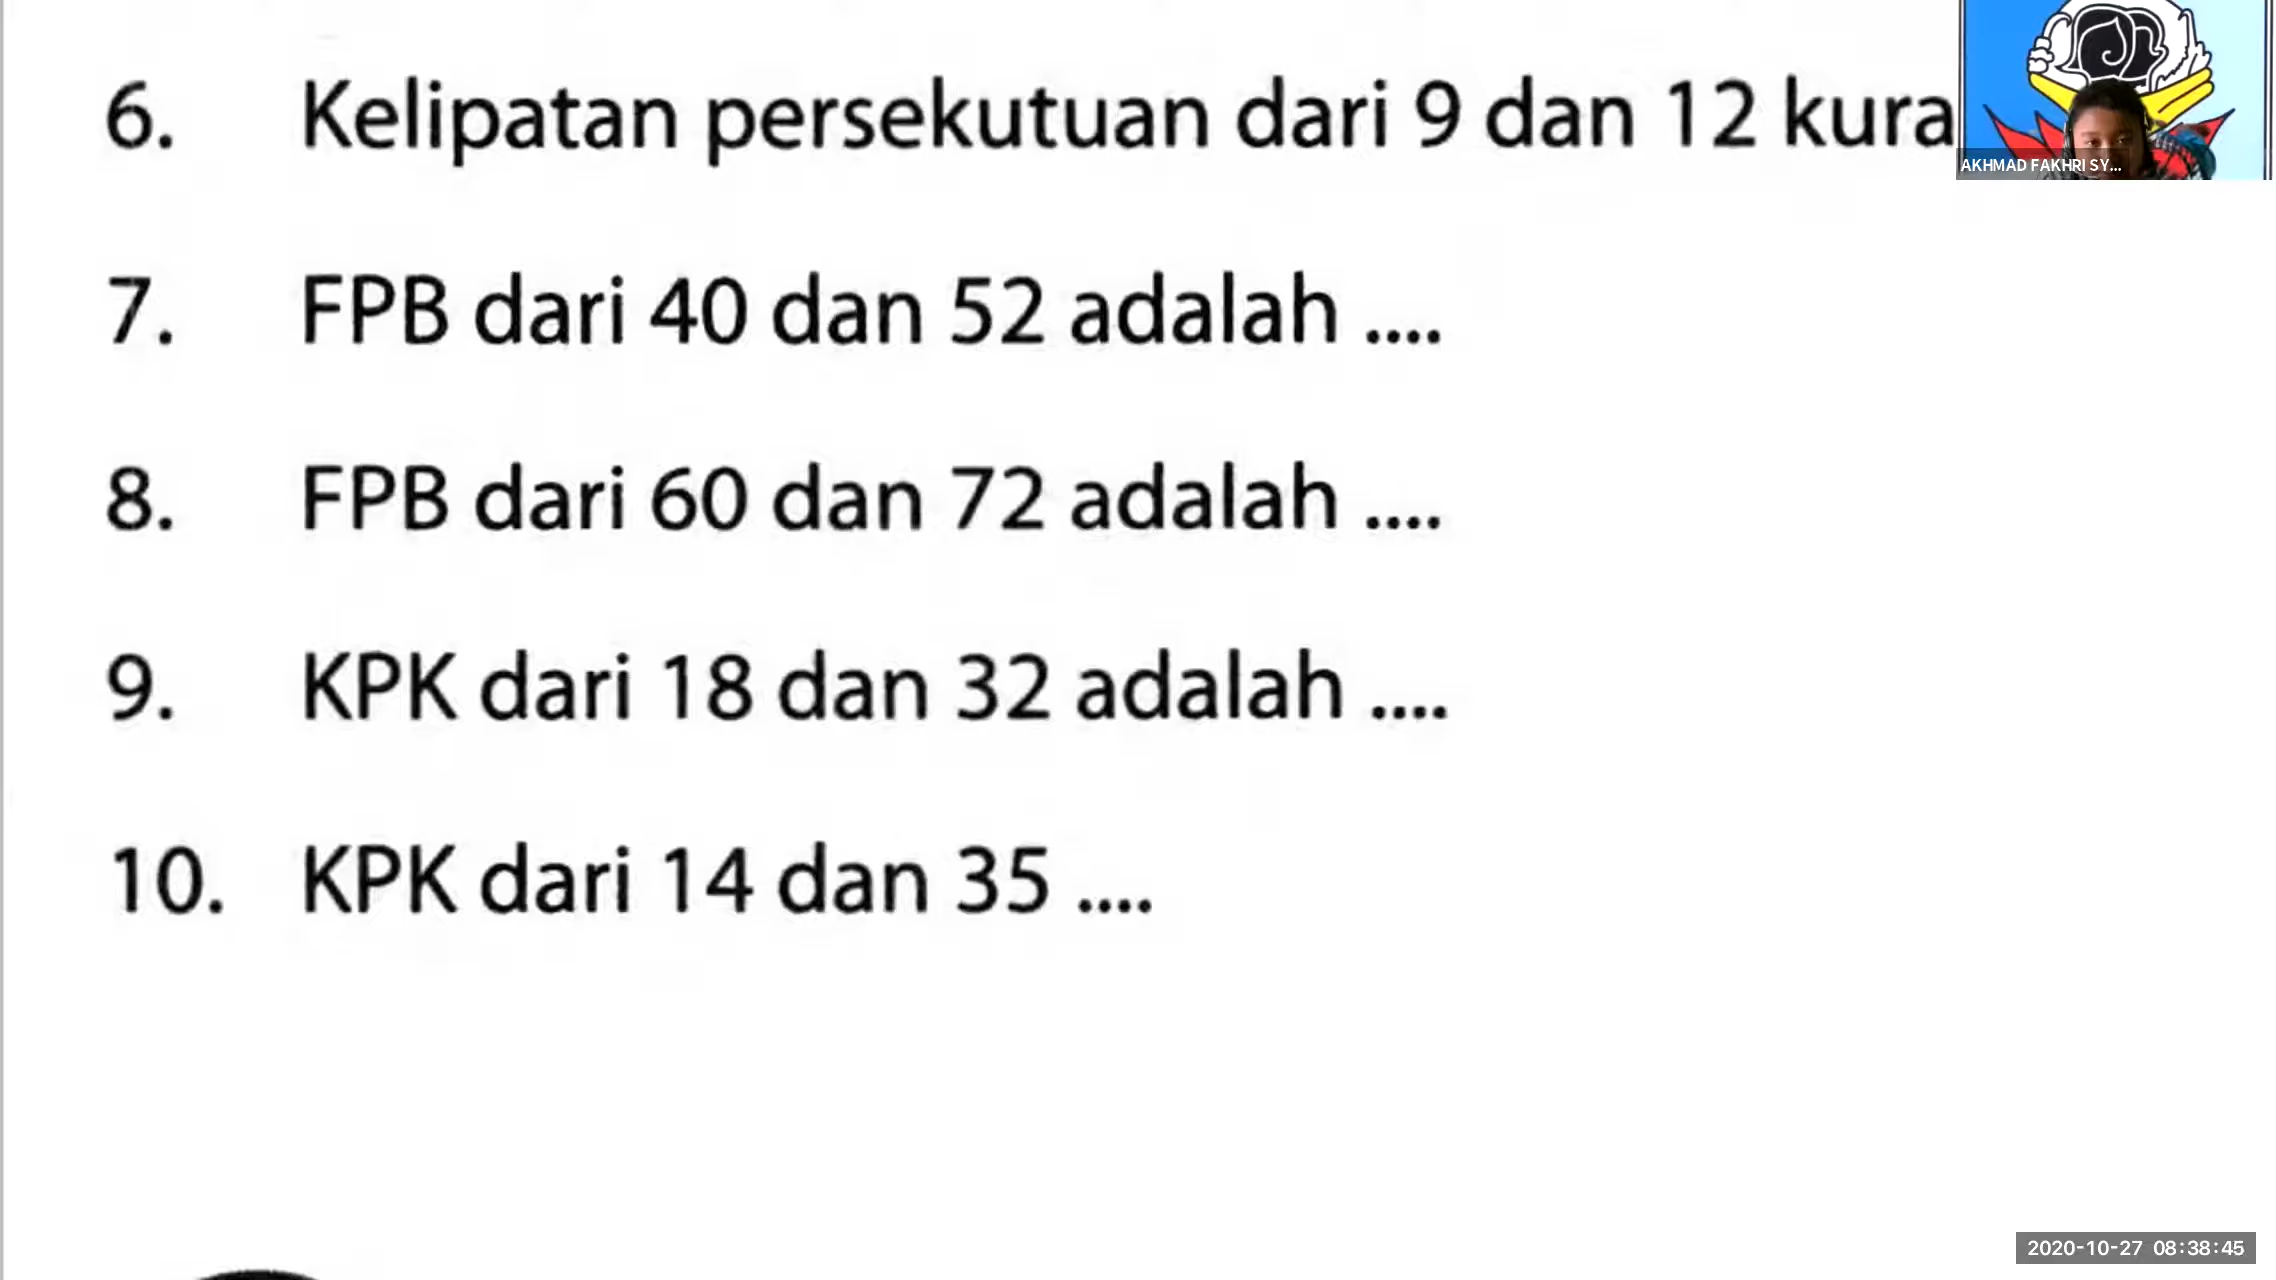 6. Kelipatan persekutuan dari 9 dan 12 kura
AKHMAD FAKHRI SY...
7. FPB dari 40 dan 52 adalah ....
8. FPB dari 60 dan 72 adalah ....
9. KPK dari 18 dan 32 adalah ....
10. KPK dari 14 dan 35 ....
2020-10-27 08:38:45